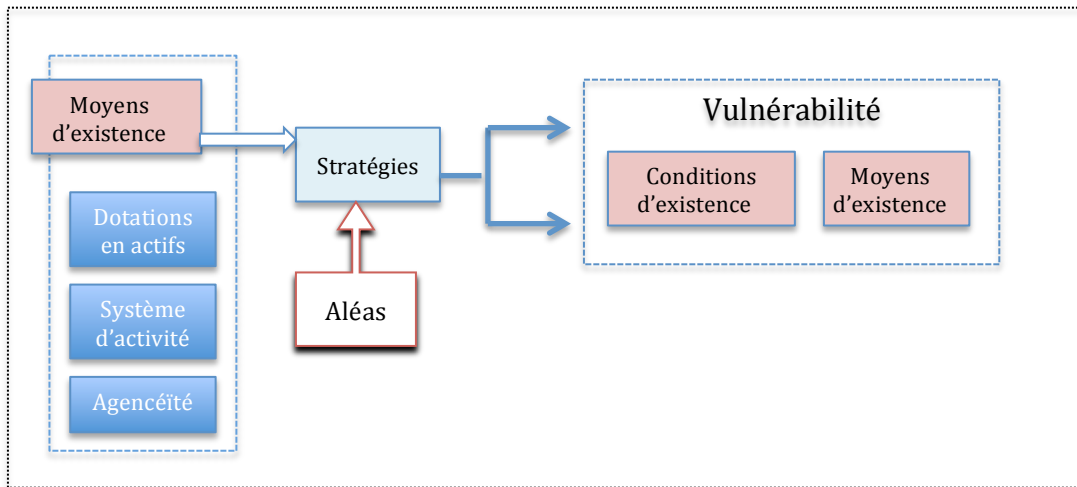 Moyens
d’existence
Dotations
en actifs
Système
d’activité
Agencéïté
Stratégies
Aléas
Vulnérabilité
Conditions
d’existence
Moyens
d’existence